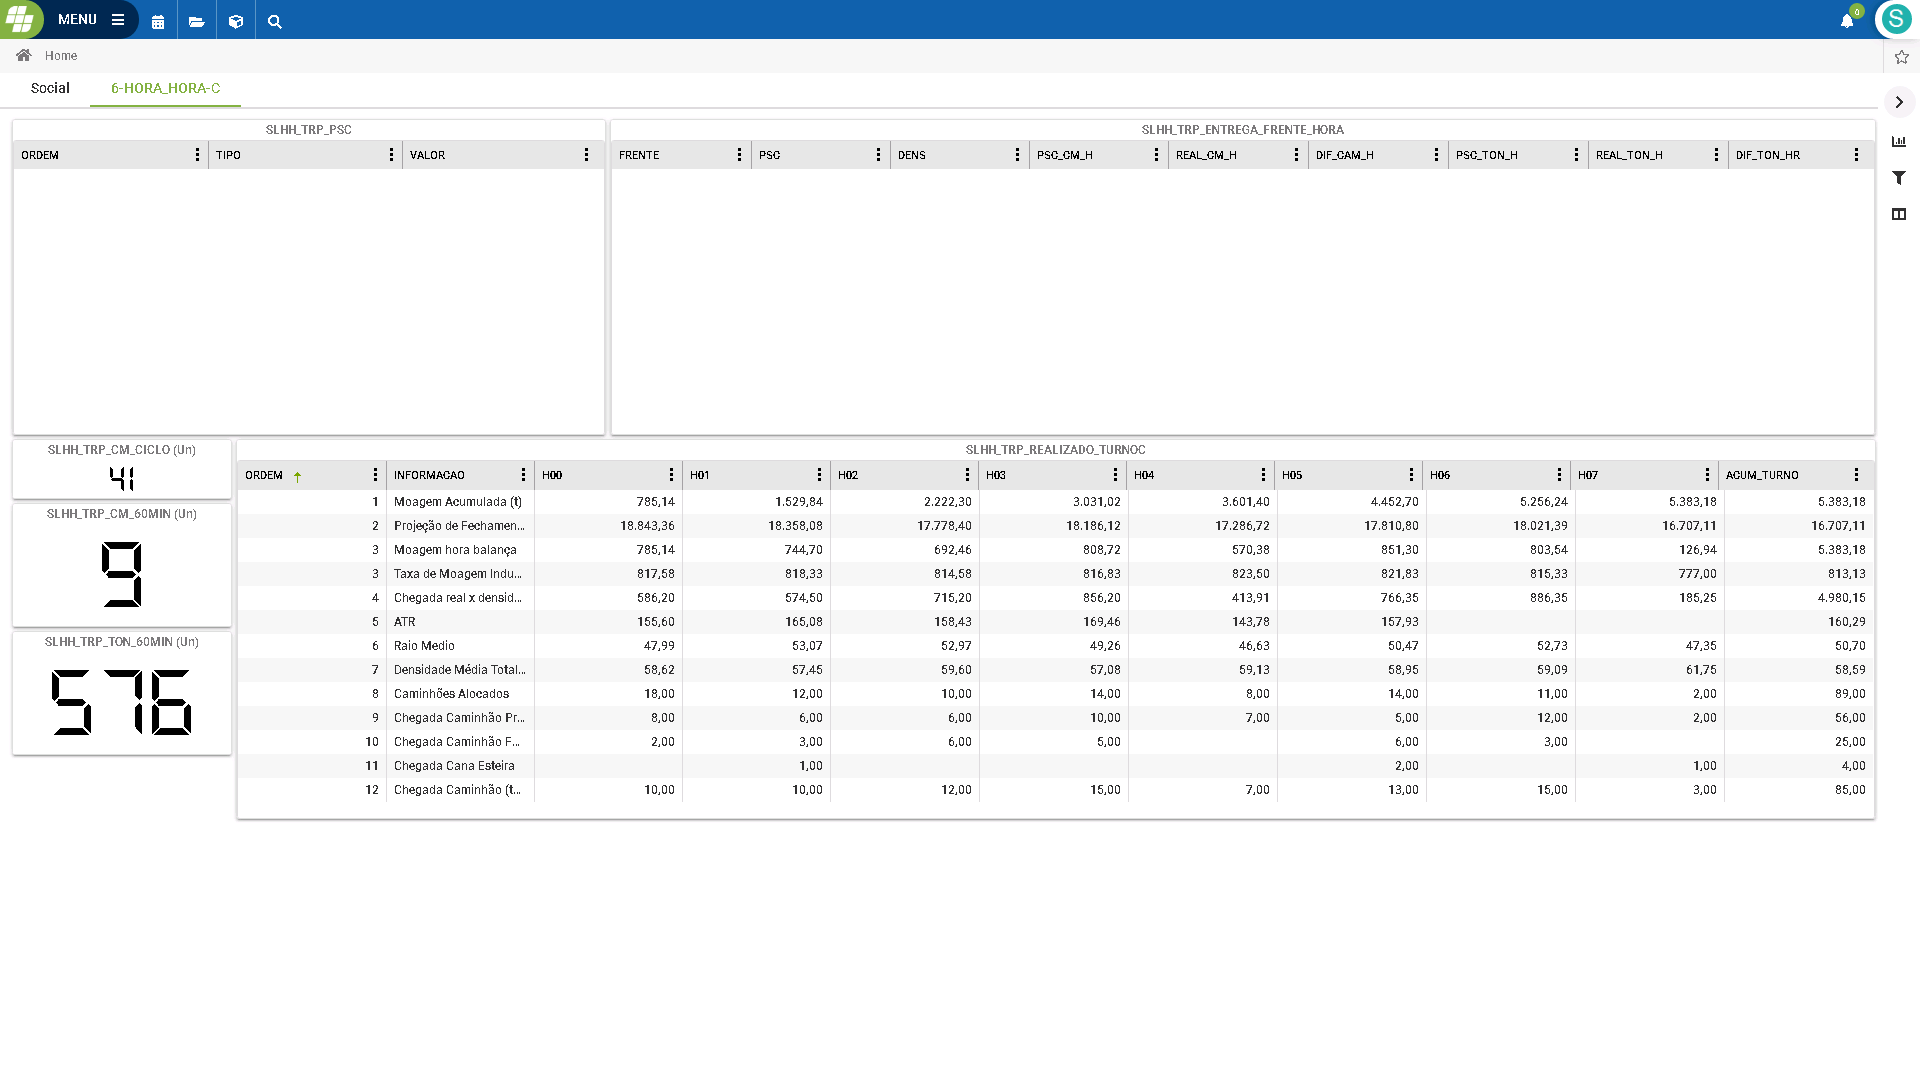 MENU
0
S
Home
Social
6-HORA_HORA-C
SLHH_TRP_PSC
ORDEM TIPO VALOR
SLHH_TRP_ENTREGA_FRENTE_HORA
FRENTE PSC DENS PSC_CM_H REAL_CM_H DIF_CAM_H PSC_TON_H REAL_TON_H DIF_TON_HR
SLHH_TRP_CM_CICLO (Un)
41
SLHH_TRP_CM_60MIN (Un)
9
SLHH_TRP_TON_60MIN (Un)
576
SLHH_TRP_REALIZADO_TURNOC
ORDEM INFORMACAO H00 H01 H02 H03 H04 H05 H06 H07 ACUM_TURNO
1 Moagem Acumulada (t) 785,14 1.529,84 2.222,30 3.031,02 3.601,40 4.452,70 5.256,24 5.383,18 5.383,18
2 Projeção de Fechamen... 18.843,36 18.358,08 17.778,40 18.186,12 17.286,72 17.810,80 18.021,39 16.707,11 16.707,11
3 Moagem hora balança 785,14 744,70 692,46 808,72 570,38 851,30 803,54 126,94 5.383,18
3 Taxa de Moagem Indu... 817,58 818,33 814,58 816,83 823,50 821,83 815,33 777,00 813,13
4 Chegada real x densid... 586,20 574,50 715,20 856,20 413,91 766,35 886,35 185,25 4.980,15
5 ATR 155,60 165,08 158,43 169,46 143,78 157,93 160,29
6 Raio Medio 47,99 53,07 52,97 49,26 46,63 50,47 52,73 47,35 50,70
7 Densidade Média Total... 58,62 57,45 59,60 57,08 59,13 58,95 59,09 61,75 58,59
8 Caminhões Alocados 18,00 12,00 10,00 14,00 8,00 14,00 11,00 2,00 89,00
9 Chegada Caminhão Pr... 8,00 6,00 6,00 10,00 7,00 5,00 12,00 2,00 56,00
10 Chegada Caminhão F... 2,00 3,00 6,00 5,00 6,00 3,00 25,00
11 Chegada Cana Esteira 1,00 2,00 1,00 4,00
12 Chegada Caminhão (t... 10,00 10,00 12,00 15,00 7,00 13,00 15,00 3,00 85,00